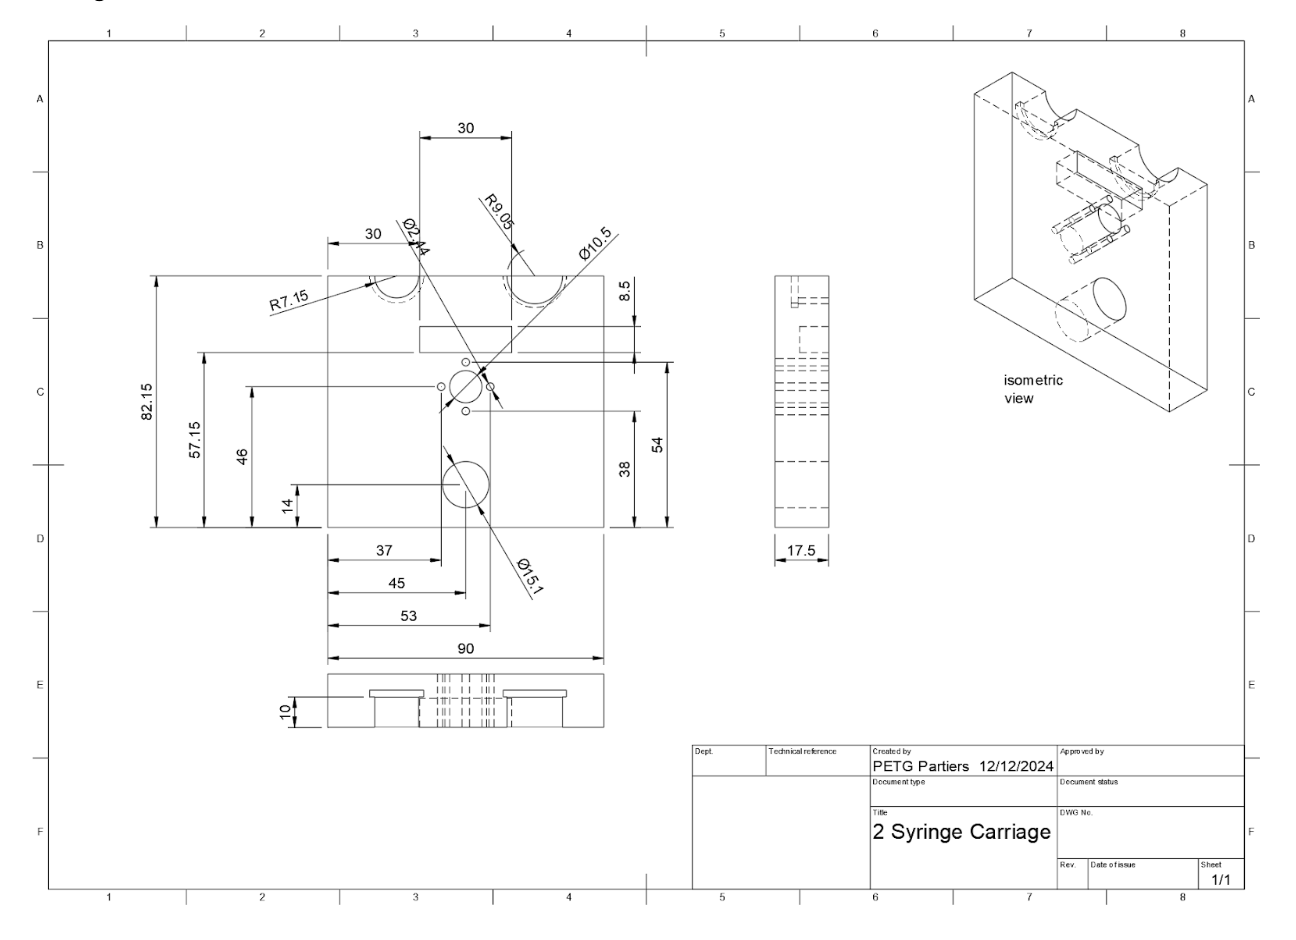 1 2 3 4 5 6 7 8
A A
30
R9.05
Ø2.44
Ø10.5
B B
30
R7.15
8.5
isometric
view
C C
82.15
57.15
46
54
38
14
D D
17.5
37
Ø15.1
45
53
90
E E
10
Dept. Technical reference Created by Approved by
PETG Partiers 12/12/2024
Document type Document status
Title DWG No.
2 Syringe Carriage
F F
Rev. Date of issue Sheet
1/1
1 2 3 4 5 6 7 8